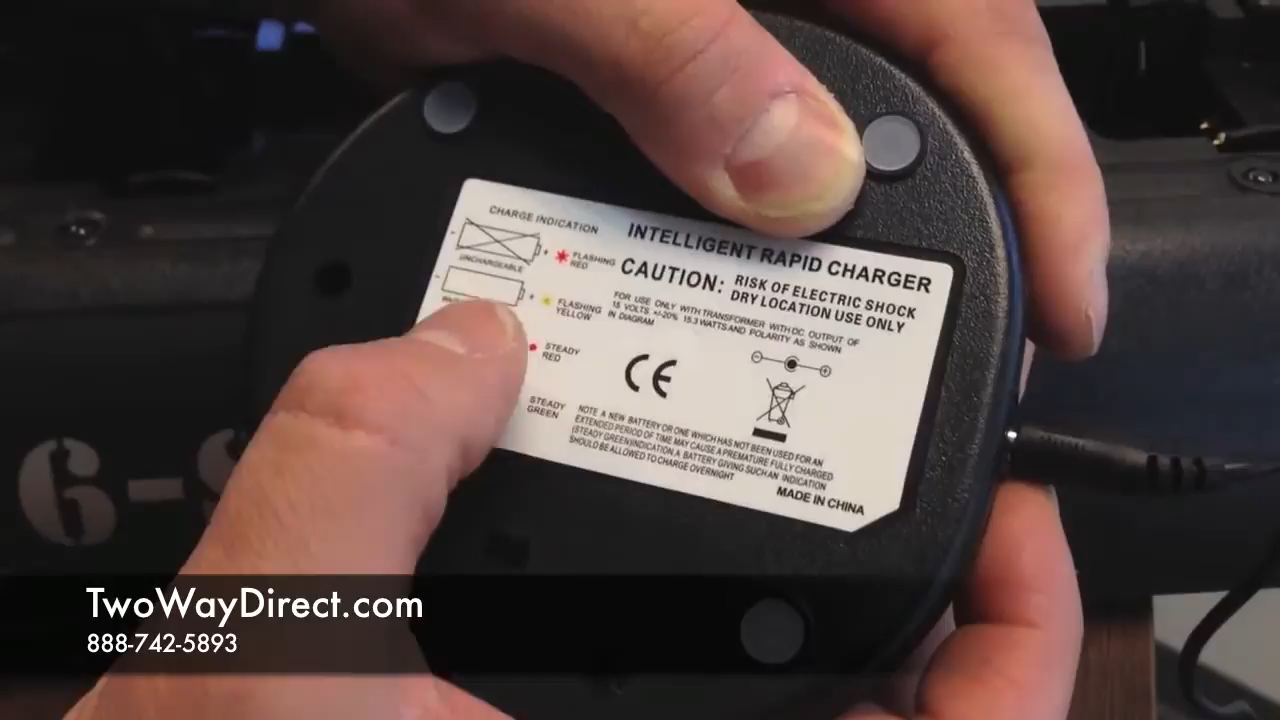 CHARGE INDICATION
UNCHARGEABLE
FLASHING
RED
FLASHING
YELLOW
STEADY
RED
STEADY
GREEN
INTELLIGENT RAPID CHARGER
CAUTION:
RISK OF ELECTRIC SHOCK
DRY LOCATION USE ONLY
FOR USE ONLY WITH TRANSFORMER WITH DC. OUTPUT OF
15 VOLTS +/-20% 15.3 WATTS AND POLARITY AS SHOWN
IN DIAGRAM
CE
NOTE A NEW BATTERY OR ONE WHICH HAS NOT BEEN USED FOR AN
EXTENDED PERIOD OF TIME MAY CAUSE A PREMATURE FULLY CHARGED
(STEADY GREEN)INDICATION,A BATTERY GIVING SUCH AN INDICATION
SHOULD BE ALLOWED TO CHARGE OVERNIGHT
MADE IN CHINA
6-
TwoWayDirect.com
888-742-5893